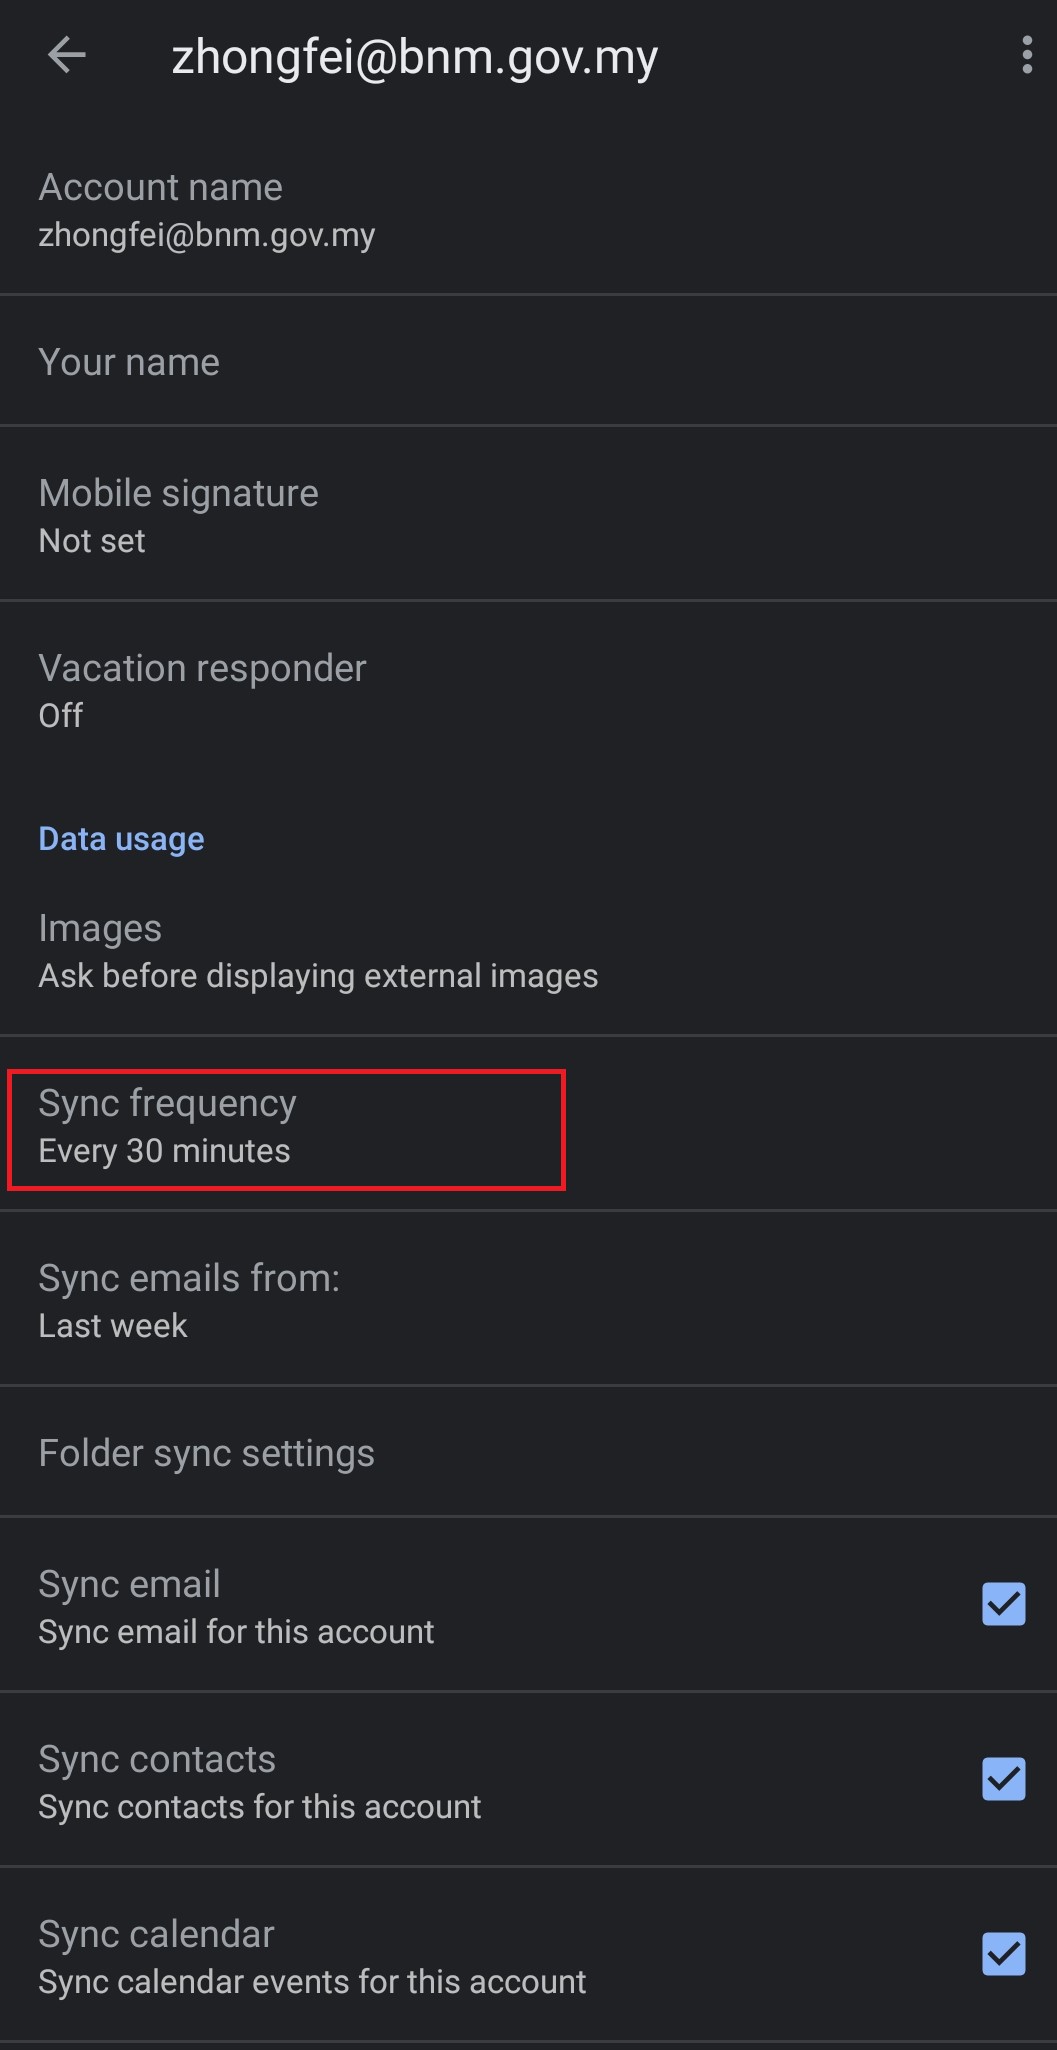 zhongfei@bnm.gov.my
Account name
zhongfei@bnm.gov.my
Your name
Mobile signature
Not set
Vacation responder
Off
Data usage
Images
Ask before displaying external images
Sync frequency
Every 30 minutes
Sync emails from:
Last week
Folder sync settings
Sync email
Sync email for this account
Sync contacts
Sync contacts for this account
Sync calendar
Sync calendar events for this account